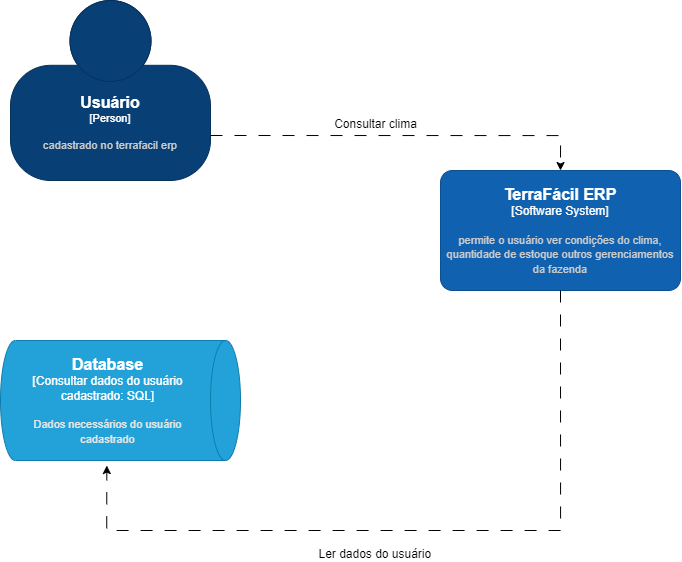 Usuário
[Person]
cadastrado no terrafacil erp
Consultar clima
TerraFácil ERP
[Software System]
permite o usuário ver condições do clima,
quantidade de estoque outros gerenciamentos
da fazenda
Database
[Consultar dados do usuário
cadastrado: SQL]
Dados necessários do usuário
cadastrado
Ler dados do usuário